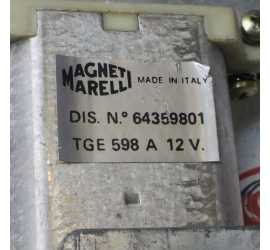 MAGNETI
MARELLI MADE IN ITALY
DIS. N.º 64359801
TGE 598 A 12 V.